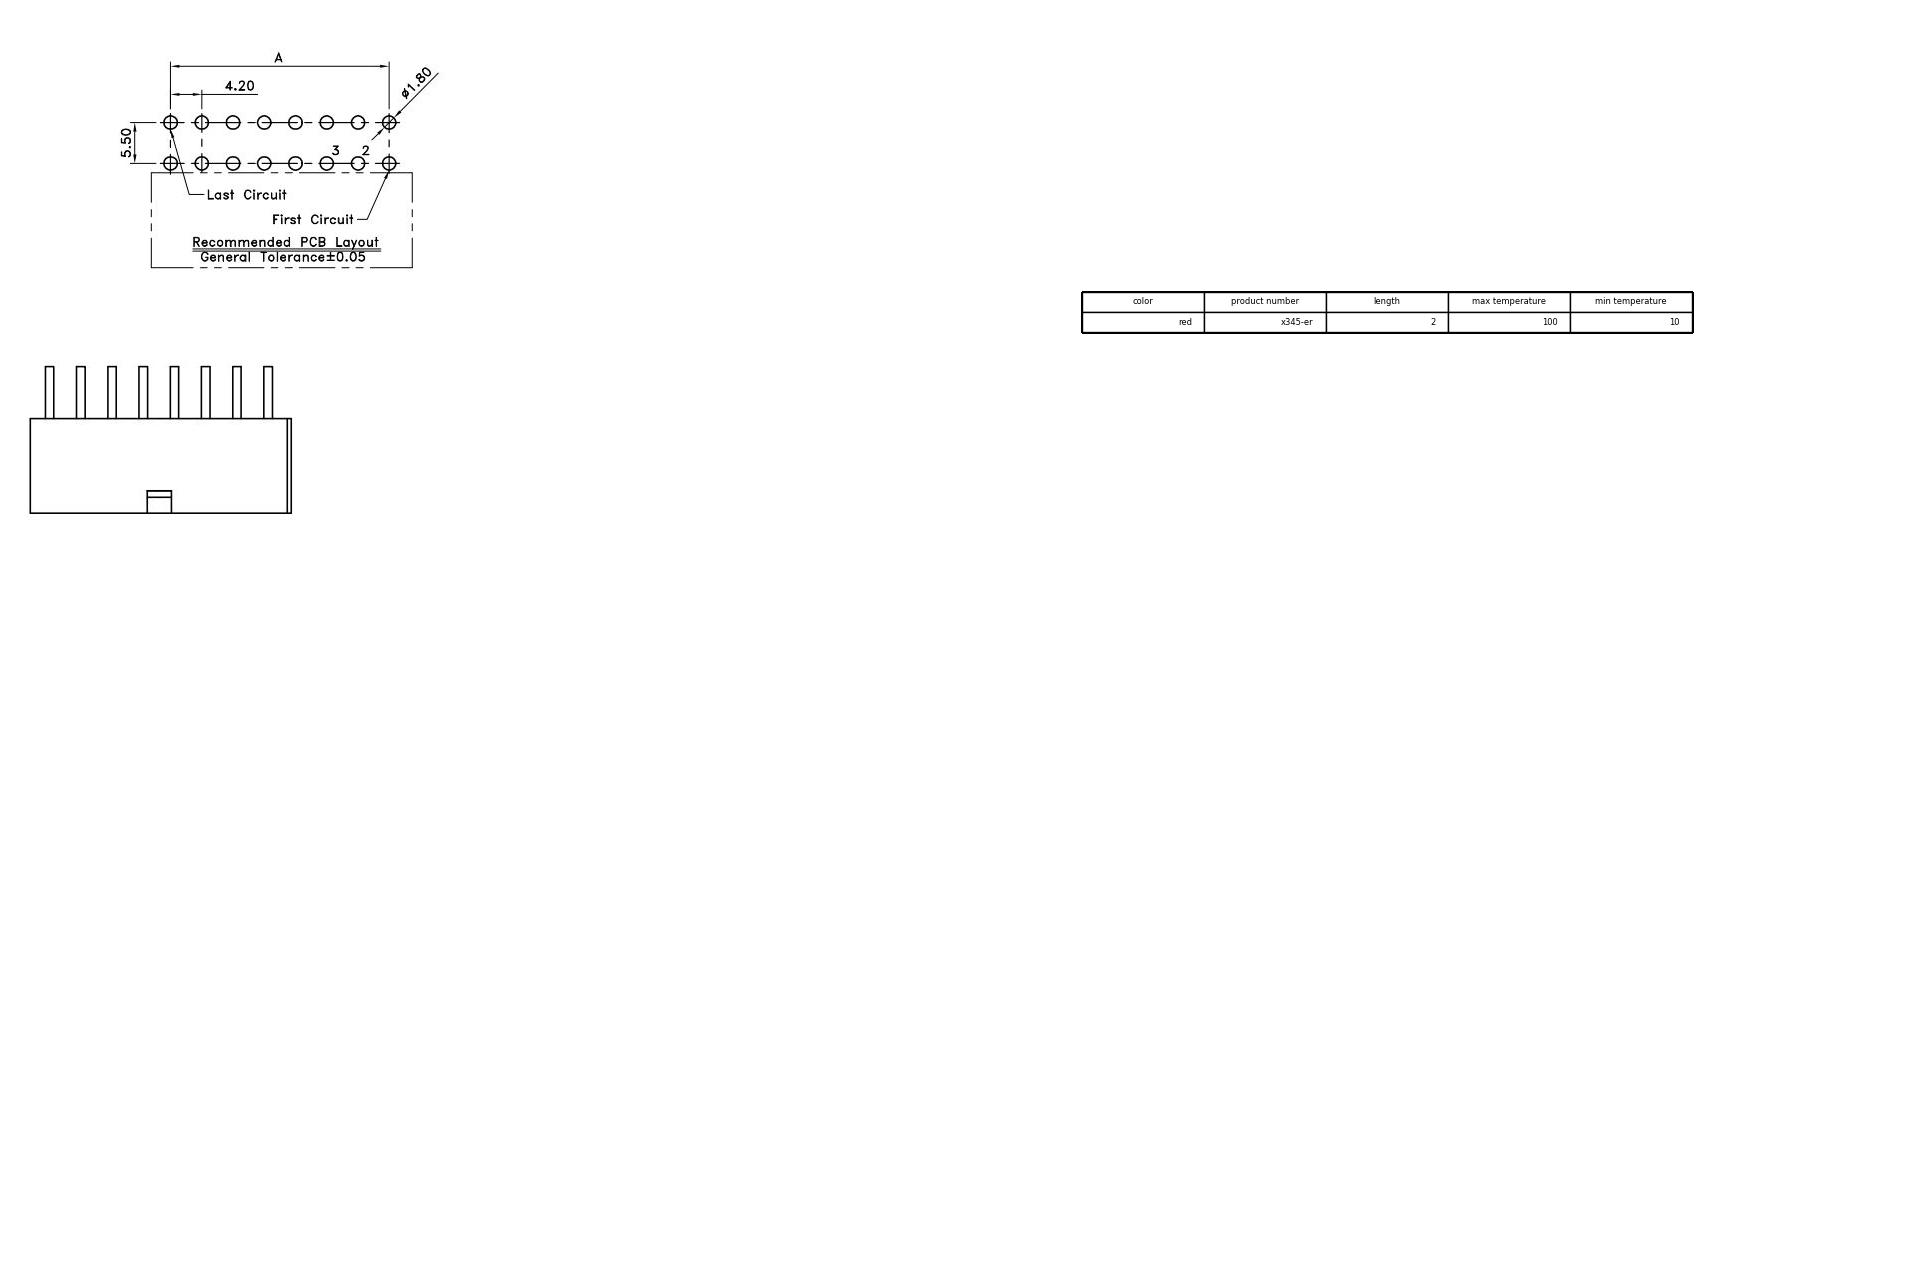 A
4.20
ø1.80
5.50
3 2
Last Circuit
First Circuit
Recommended PCB Layout
General Tolerance±0.05
color product number length max temperature min temperature
red x345-er 2 100 10